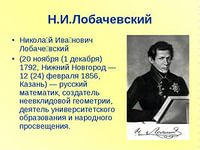 Н.И.Лобачевский
Никола́й Ива́нович
Лобаче́вский
(20 ноября (1 декабря)
1792, Нижний Новгород —
12 (24) февраля 1856,
Казань) — русский
математик, создатель
неевклидовой геометрии,
деятель университетского
образования и народного
просвещения.